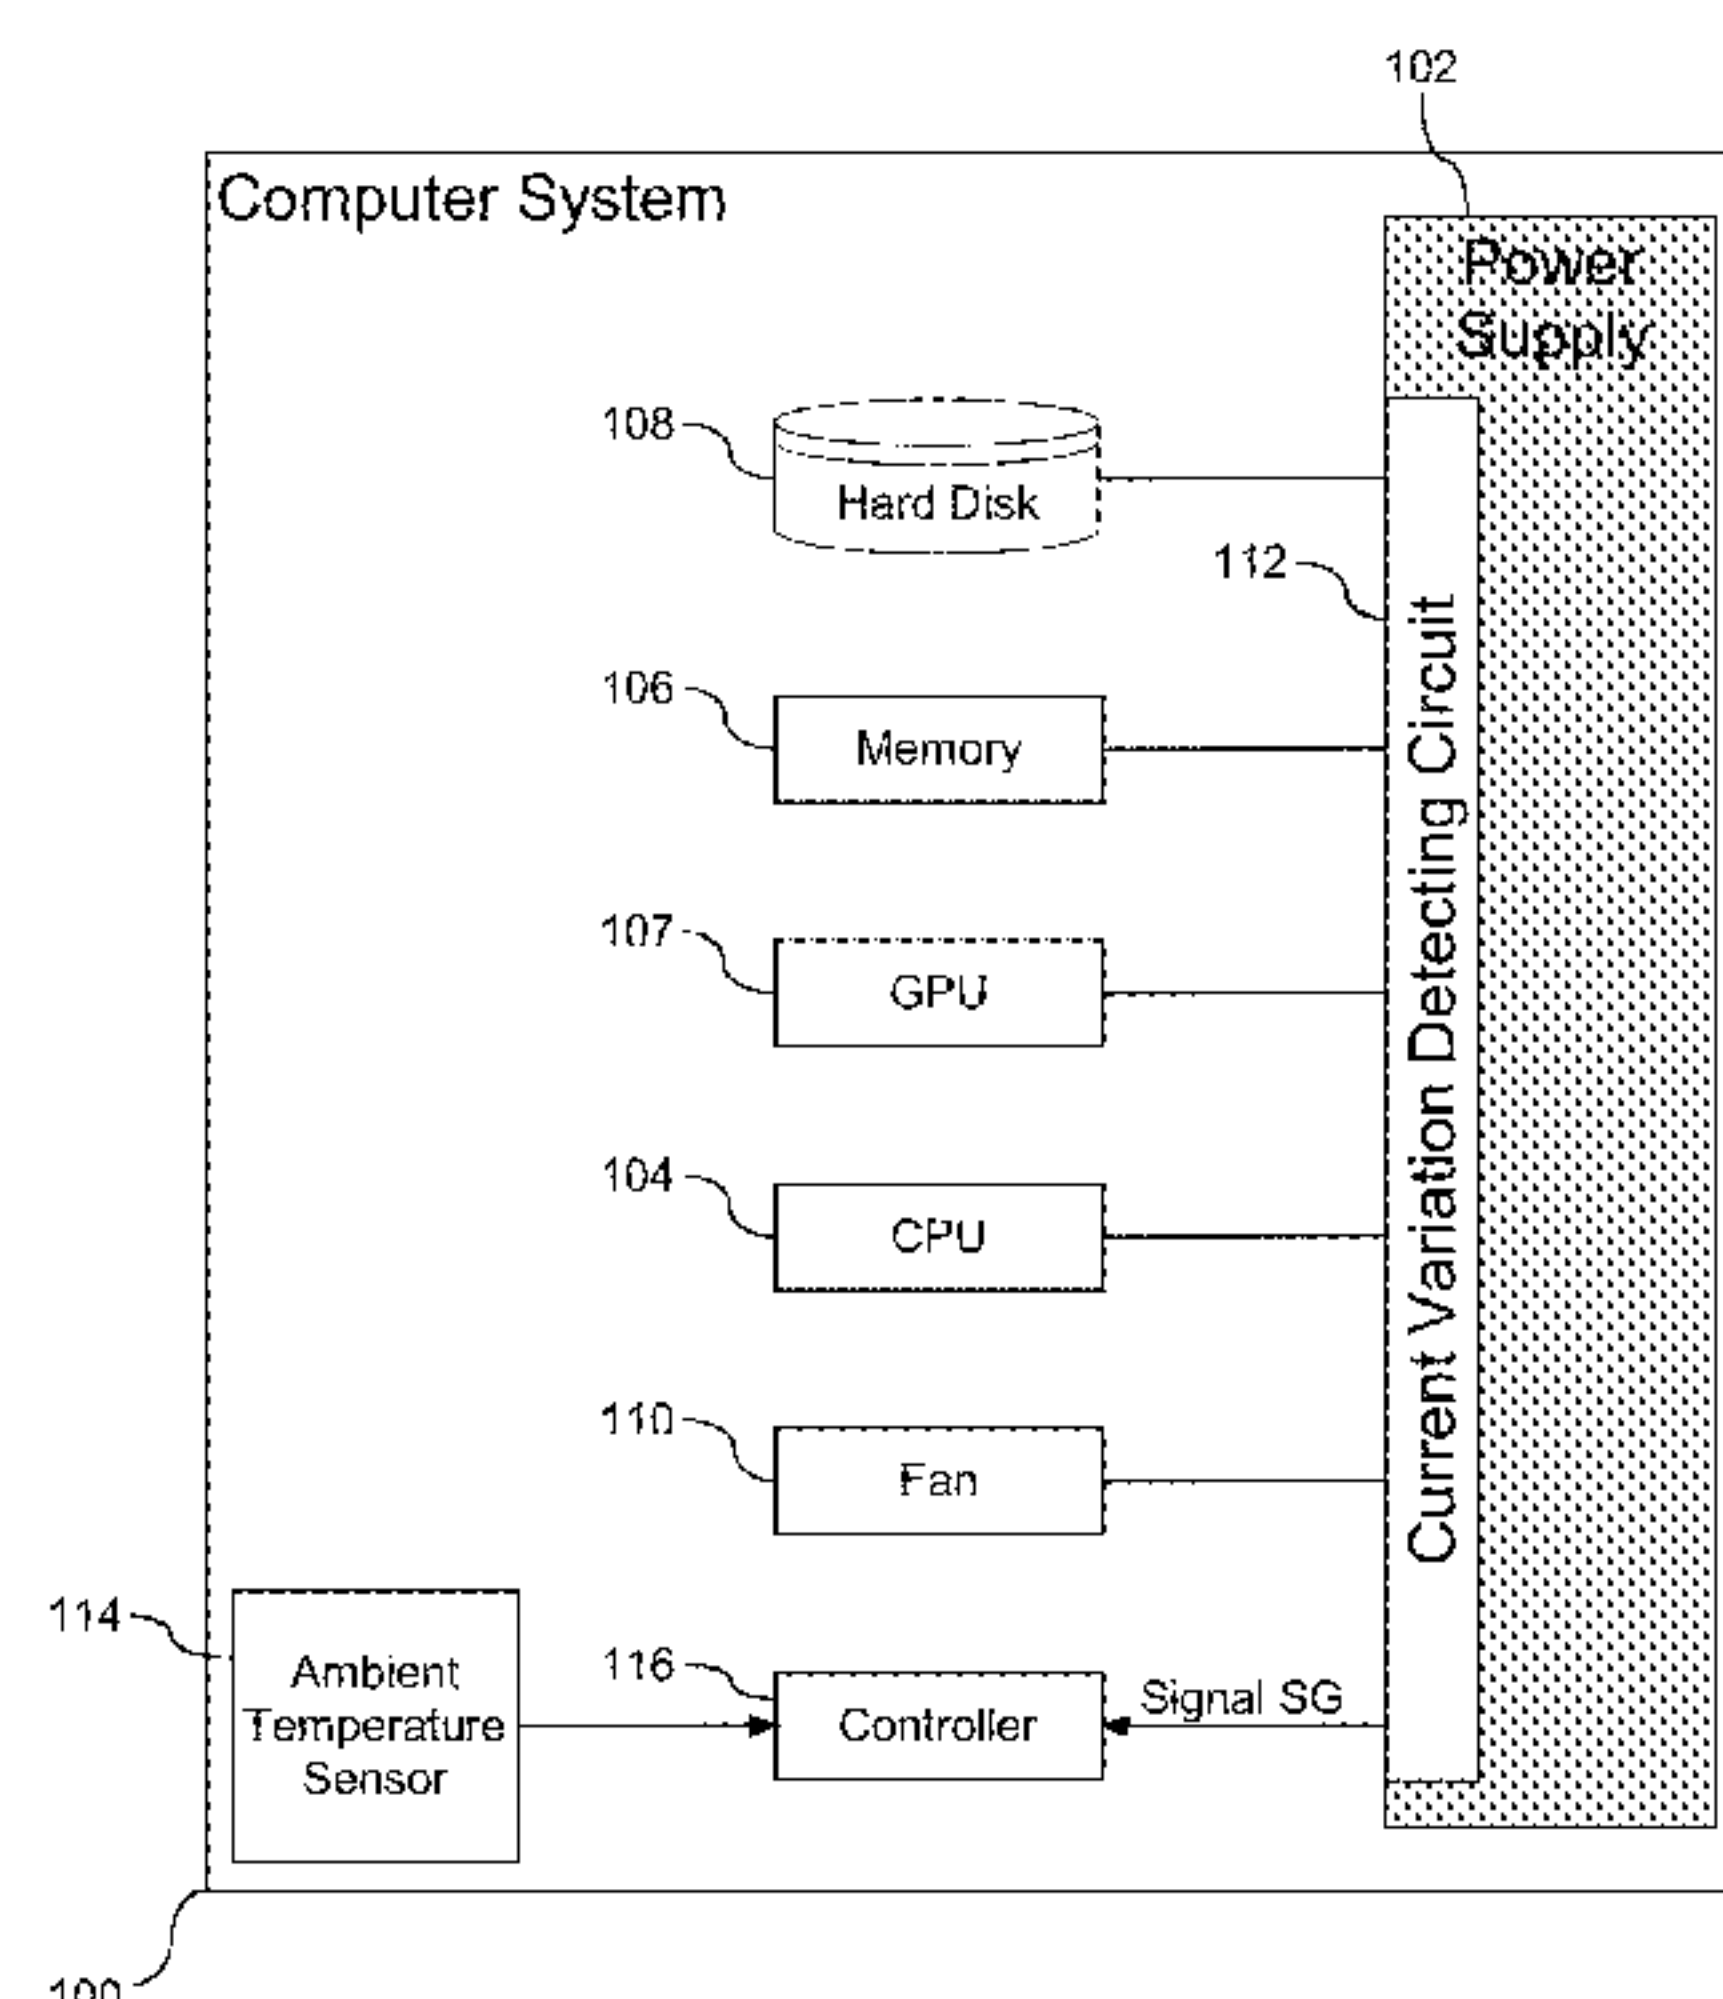 102
Computer System
Power
Supply
108
Hard Disk
112
Current Variation Detecting Circuit
106
Memory
107
GPU
104
CPU
110
Fan
114
Ambient
Temperature
Sensor
116
Controller
Signal SG
100